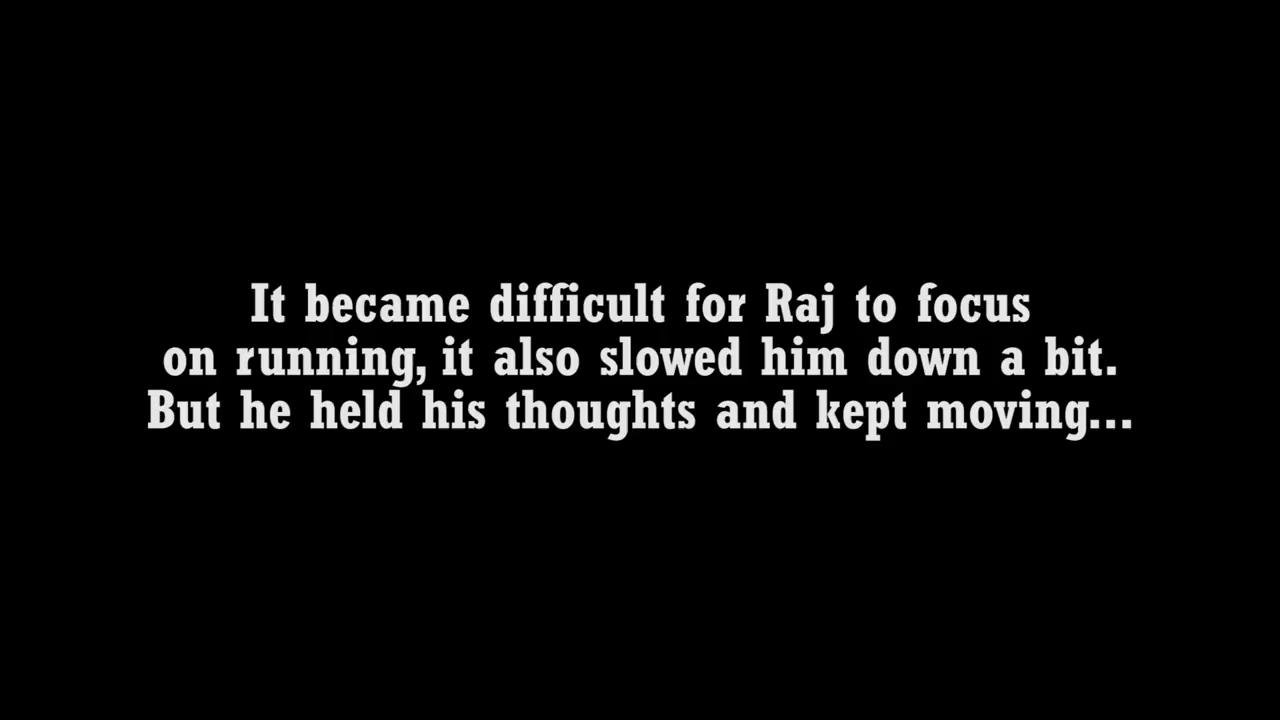 It became difficult for Raj to focus
on running, it also slowed him down a bit.
But he held his thoughts and kept moving...